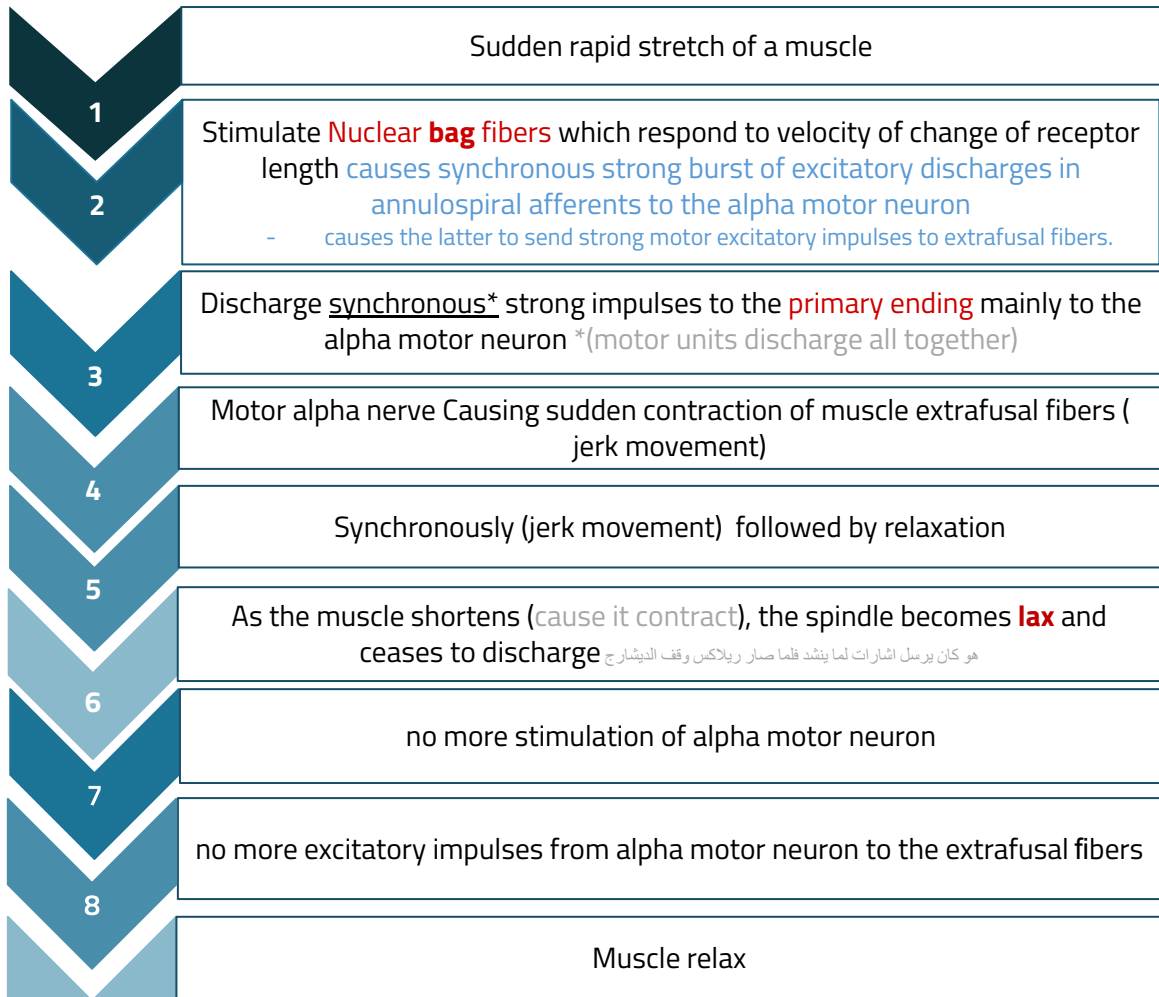 Sudden rapid stretch of a muscle
1
Stimulate Nuclear bag fibers which respond to velocity of change of receptor
length causes synchronous strong burst of excitatory discharges in
annulospiral afferents to the alpha motor neuron
- causes the latter to send strong motor excitatory impulses to extrafusal fibers.
2
Discharge synchronous* strong impulses to the primary ending mainly to the
alpha motor neuron *(motor units discharge all together)
3
Motor alpha nerve Causing sudden contraction of muscle extrafusal fibers (
jerk movement)
4
Synchronously (jerk movement) followed by relaxation
5
As the muscle shortens (cause it contract), the spindle becomes lax and
ceases to discharge هو كان يرسل اشارات لما ينشد فلما صار ريلاكس وقف الديشارج
6
no more stimulation of alpha motor neuron
7
no more excitatory impulses from alpha motor neuron to the extrafusal fibers
8
Muscle relax